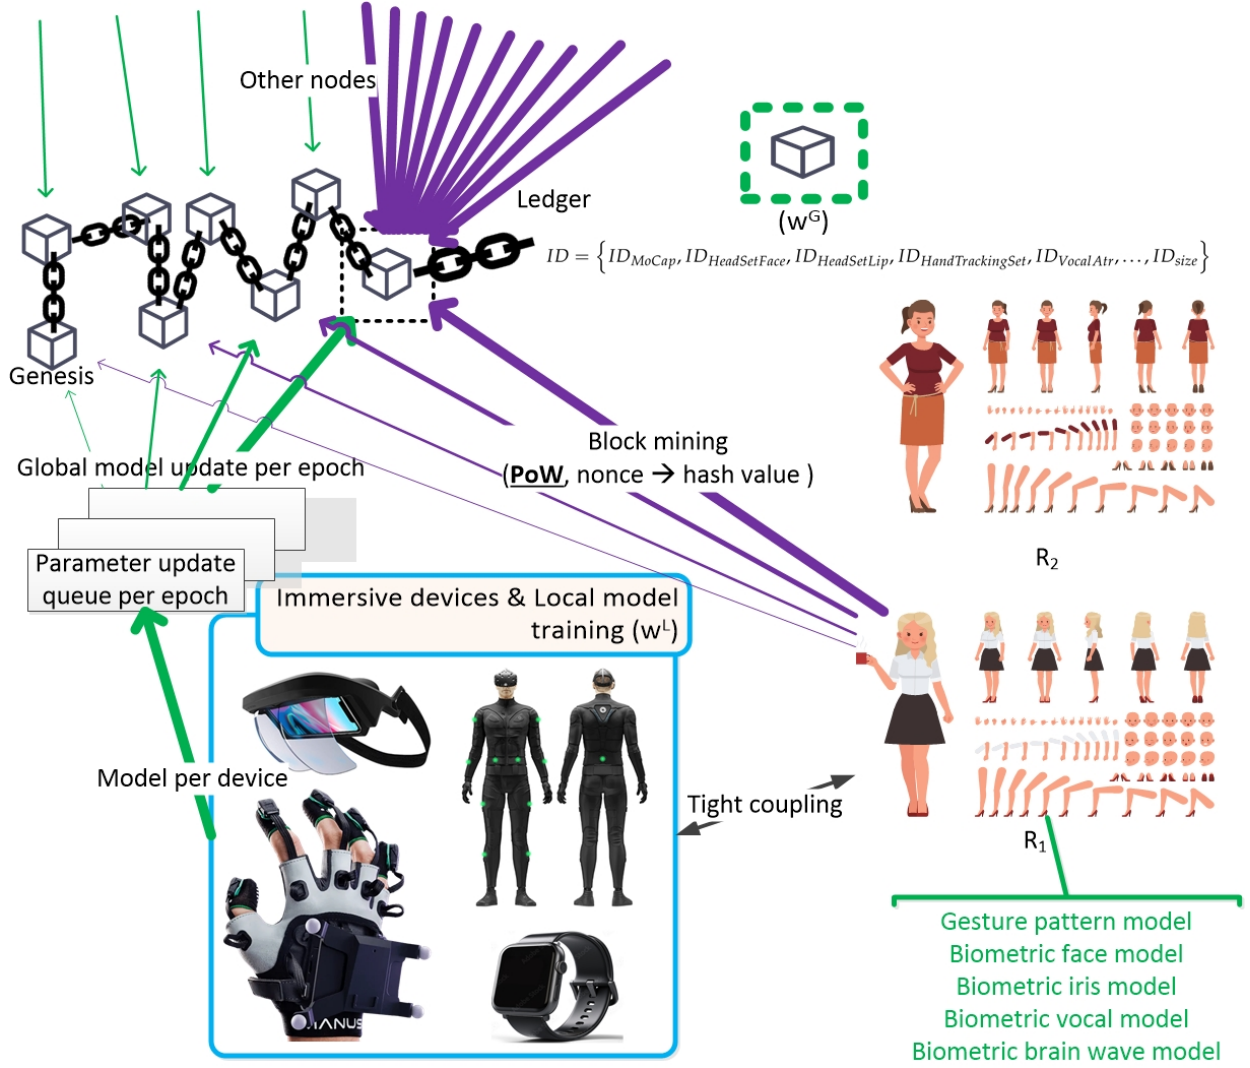 Other nodes
Ledger
(w^G)
ID = {ID_MoCap, ID_HeadSetFace, ID_HeadSetLip, ID_HandTrackingSet, ID_VocalAtr, ..., ID_size}
Genesis
Block mining
(PoW, nonce → hash value )
Global model update per epoch
R₂
Parameter update
queue per epoch
Immersive devices & Local model
training (w^L)
Model per device
Tight coupling
R₁
Gesture pattern model
Biometric face model
Biometric iris model
Biometric vocal model
Biometric brain wave model
MANUS